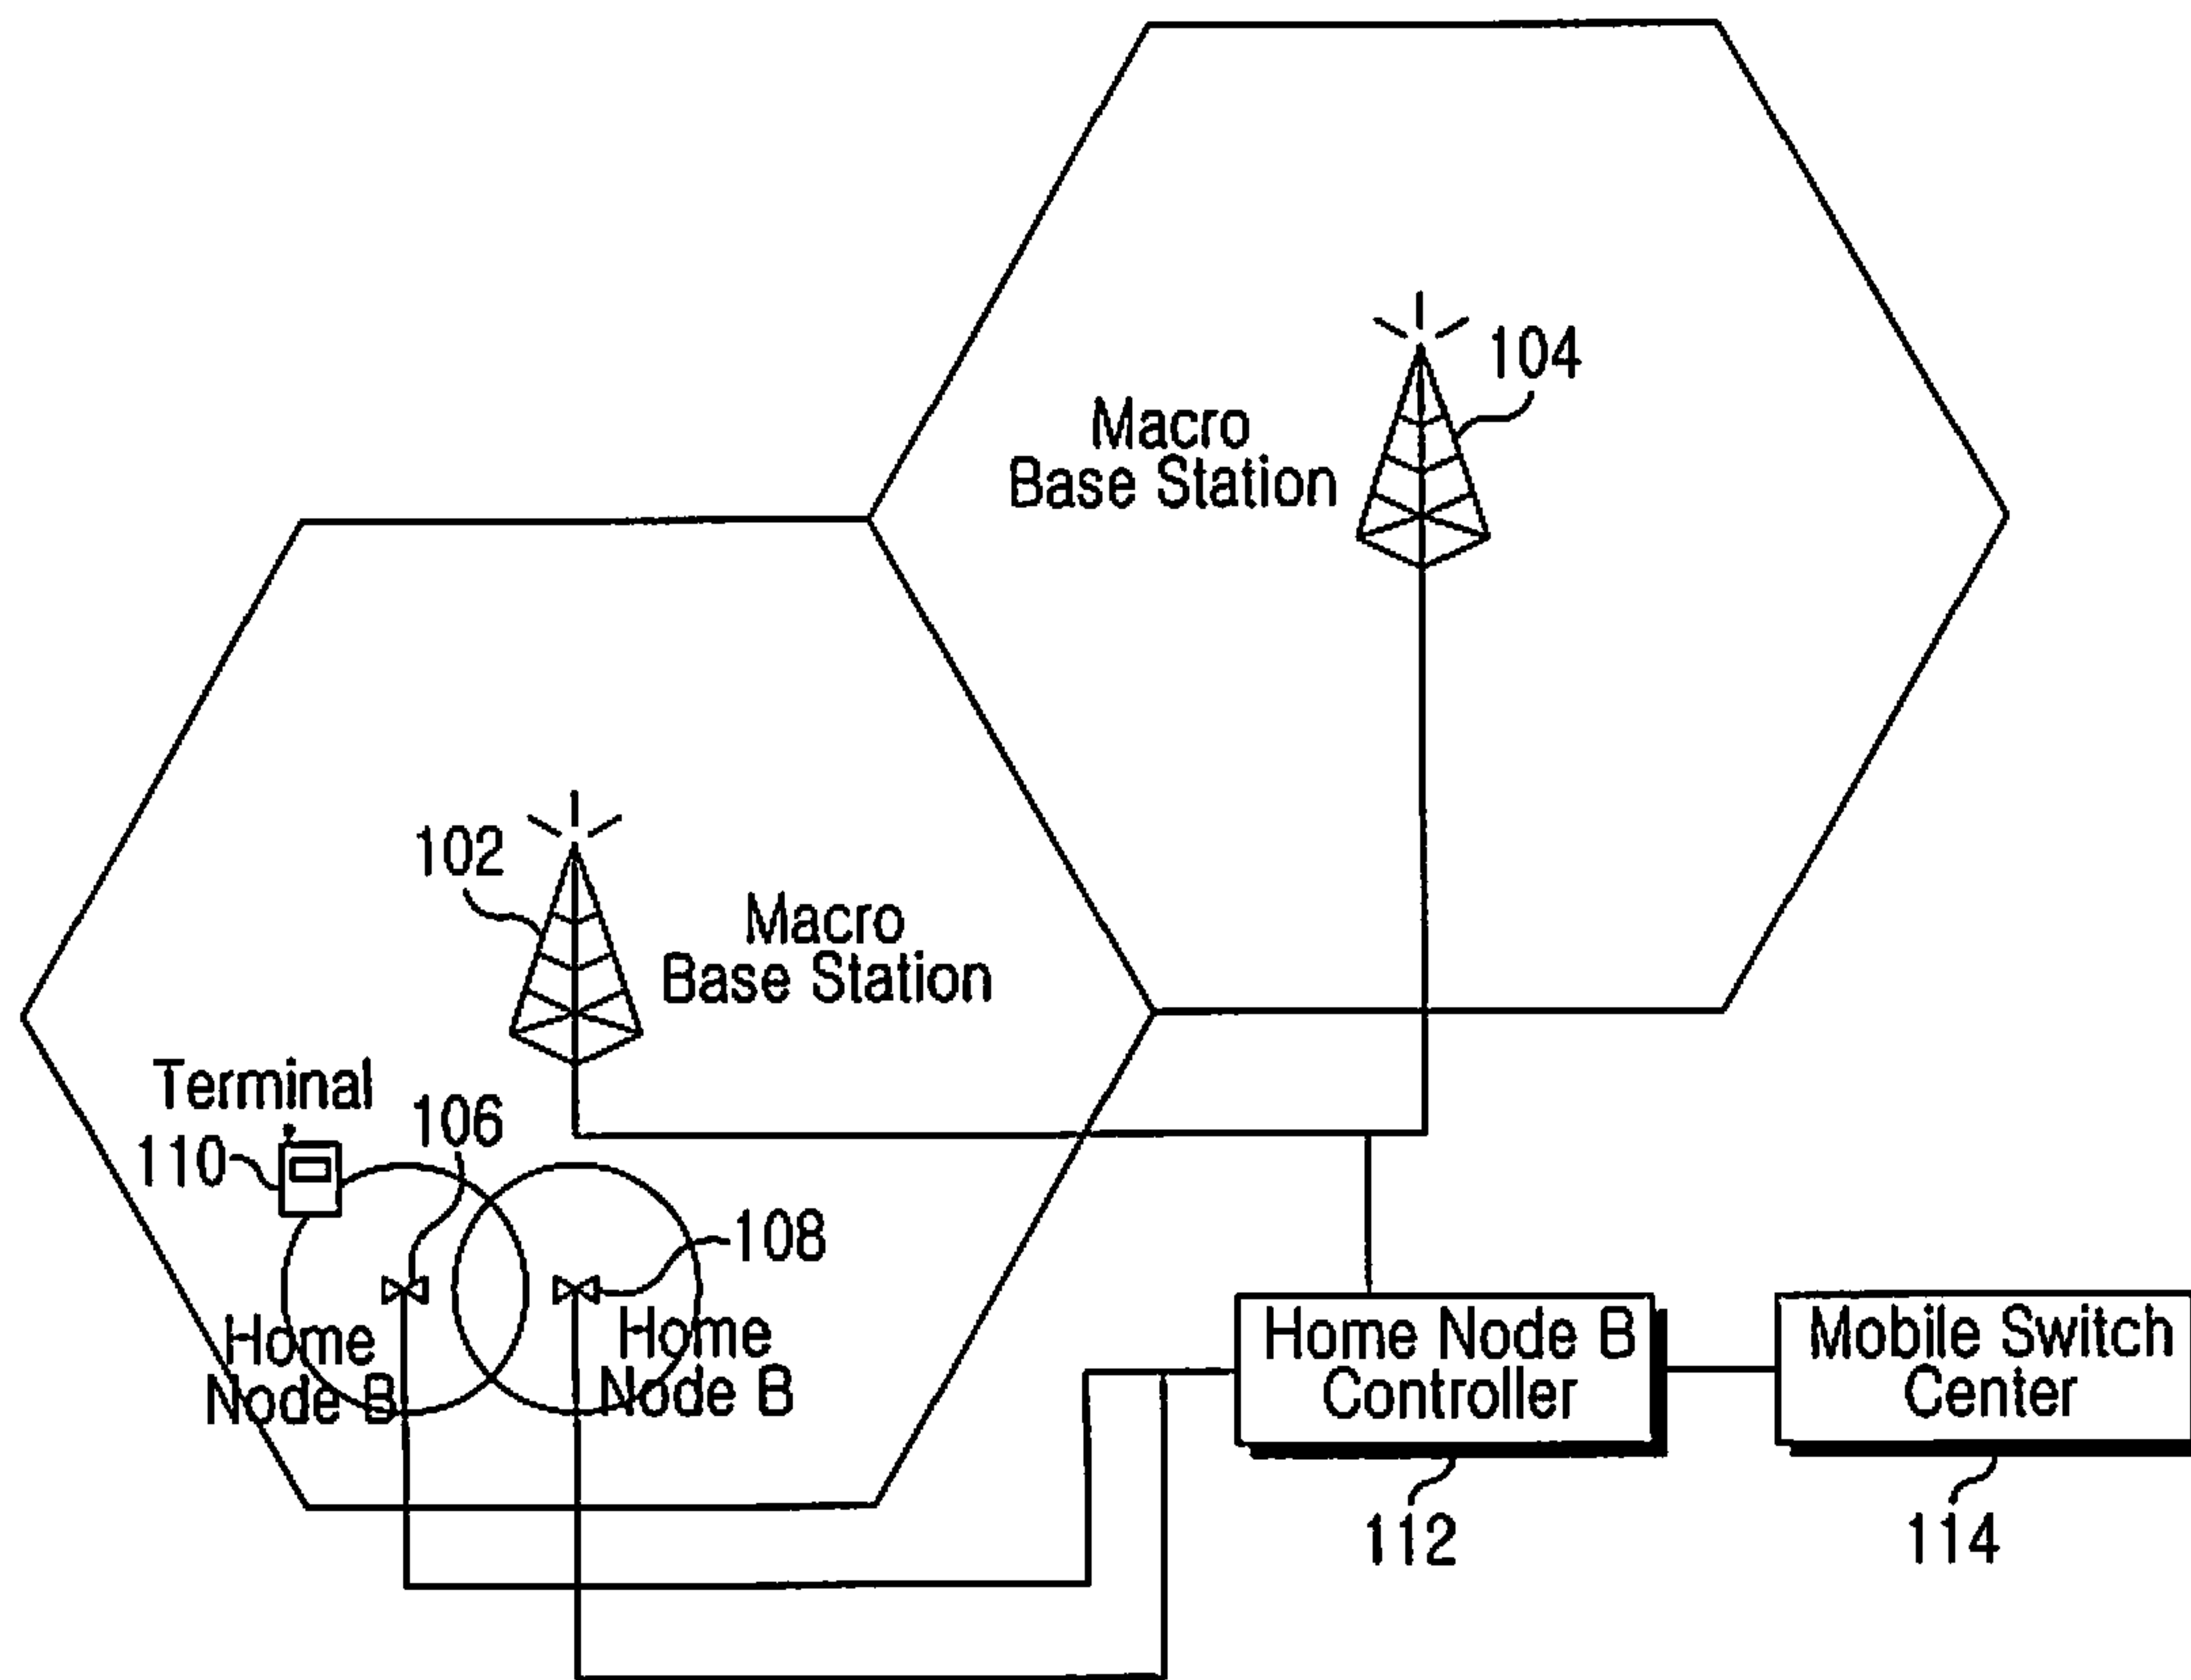 104
Macro
Base Station
102
Macro
Base Station
Terminal
106
110
108
Home
Node B
Home
Node B
Home Node B
Controller
Mobile Switch
Center
112
114